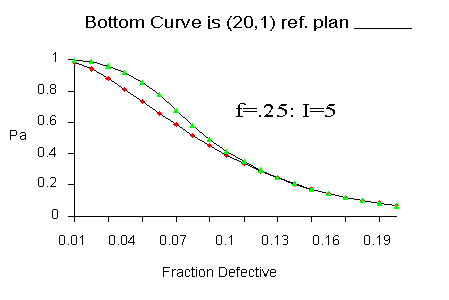 Bottom Curve is (20,1) ref. plan ______
1
0.8
0.6
0.4
0.2
0
Pa
f=.25: I=5
0.01 0.04 0.07 0.1 0.13 0.16 0.19
Fraction Defective